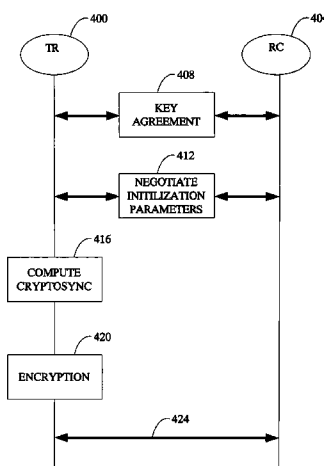 400
404
TR
RC
408
KEY
AGREEMENT
412
NEGOTIATE
INITILIZATION
PARAMETERS
416
COMPUTE
CRYPTOSYNC
420
ENCRYPTION
424